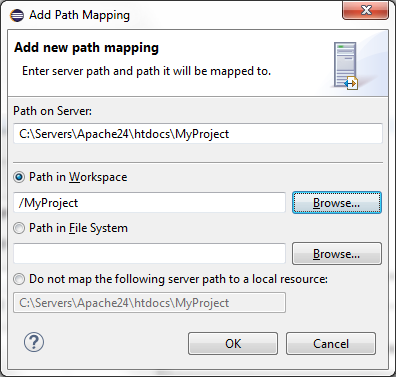 Add Path Mapping
Add new path mapping
Enter server path and path it will be mapped to.
Path on Server:
C:\Servers\Apache24\htdocs\MyProject
Path in Workspace
/MyProject
Browse...
Path in File System
Browse...
Do not map the following server path to a local resource:
C:\Servers\Apache24\htdocs\MyProject
?
OK
Cancel